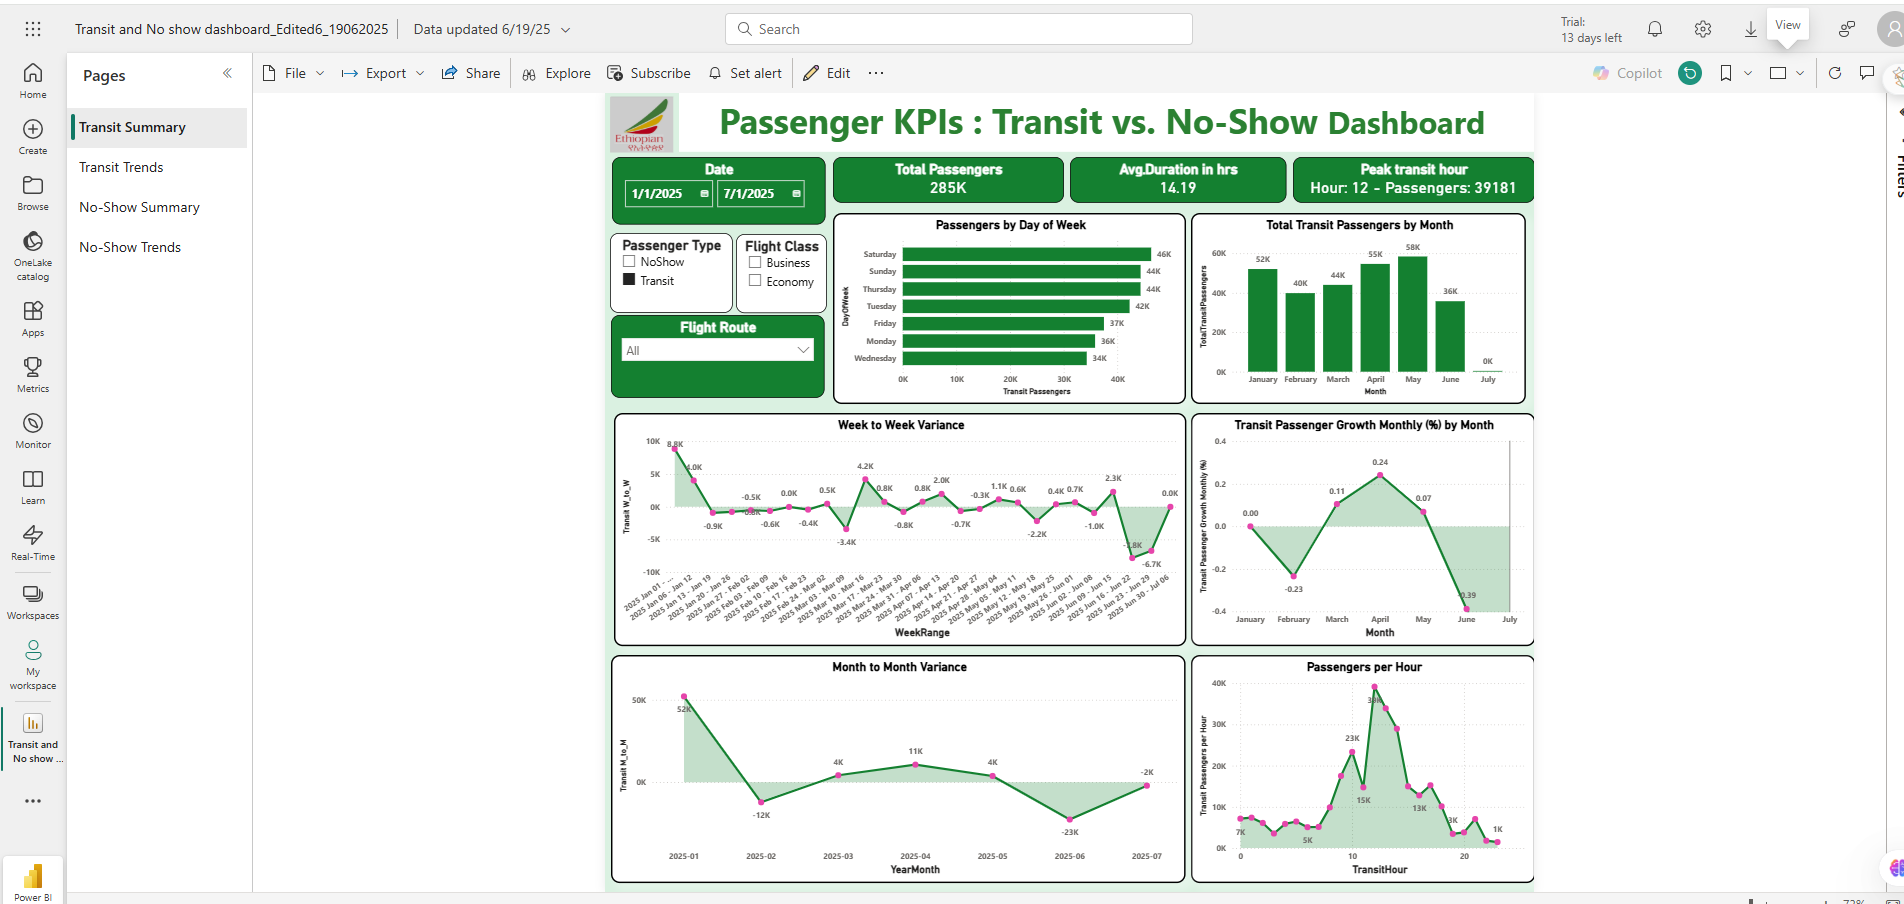 Transit and No show dashboard_Edited6_19062025
Data updated 6/19/25
Search
Trial:
13 days left
View
Home
Create
Browse
OneLake
catalog
Apps
Metrics
Monitor
Learn
Real-Time
Workspaces
My
workspace
Transit and
No show ...
Power BI
Pages
Transit Summary
Transit Trends
No-Show Summary
No-Show Trends
File
Export
Share
Explore
Subscribe
Set alert
Edit
Copilot
Filters
Ethiopian
Passenger KPIs : Transit vs. No-Show Dashboard
Date
1/1/2025
7/1/2025
Total Passengers
285K
Avg.Duration in hrs
14.19
Peak transit hour
Hour: 12 - Passengers: 39181
Passenger Type
NoShow
Transit
Flight Class
Business
Economy
Flight Route
All
Passengers by Day of Week
DayOfWeek
Saturday 46K
Sunday 44K
Thursday 44K
Tuesday 42K
Friday 37K
Monday 36K
Wednesday 34K
0K 10K 20K 30K 40K
Transit Passengers
Total Transit Passengers by Month
TotalTransitPassengers
60K
40K
20K
0K
52K 40K 44K 55K 58K 36K 0K
January February March April May June July
Month
Week to Week Variance
Transit W_to_W
10K
5K
0K
-5K
-10K
8.8K 4.0K -0.9K -0.5K -0.6K 0.0K -0.4K 0.5K -3.4K 4.2K 0.8K -0.8K 0.8K 2.0K -0.7K -0.3K 1.1K 0.6K -2.2K 0.4K 0.7K -1.0K 2.3K -6.7K 0.0K
2025 Jan 01 - ...
2025 Jan 06 - Jan 12
2025 Jan 13 - Jan 19
2025 Jan 20 - Jan 26
2025 Jan 27 - Feb 02
2025 Feb 03 - Feb 09
2025 Feb 10 - Feb 16
2025 Feb 17 - Feb 23
2025 Feb 24 - Mar 02
2025 Mar 03 - Mar 09
2025 Mar 10 - Mar 16
2025 Mar 17 - Mar 23
2025 Mar 24 - Mar 30
2025 Mar 31 - Apr 06
2025 Apr 07 - Apr 13
2025 Apr 14 - Apr 20
2025 Apr 21 - Apr 27
2025 Apr 28 - May 04
2025 May 05 - May 11
2025 May 12 - May 18
2025 May 19 - May 25
2025 May 26 - Jun 01
2025 Jun 02 - Jun 08
2025 Jun 09 - Jun 15
2025 Jun 16 - Jun 22
2025 Jun 23 - Jun 29
2025 Jun 30 - Jul 06
WeekRange
Transit Passenger Growth Monthly (%) by Month
Transit Passenger Growth Monthly (%)
0.4
0.2
0.0
-0.2
-0.4
0.00 -0.23 0.11 0.24 0.07 -0.39
January February March April May June July
Month
Month to Month Variance
Transit M_to_M
50K
0K
52K -12K 4K 11K 4K -23K -2K
2025-01 2025-02 2025-03 2025-04 2025-05 2025-06 2025-07
YearMonth
Passengers per Hour
Transit Passengers per Hour
40K
30K
20K
10K
0K
7K 5K 23K 15K 39K 13K 3K 1K
0 10 20
TransitHour